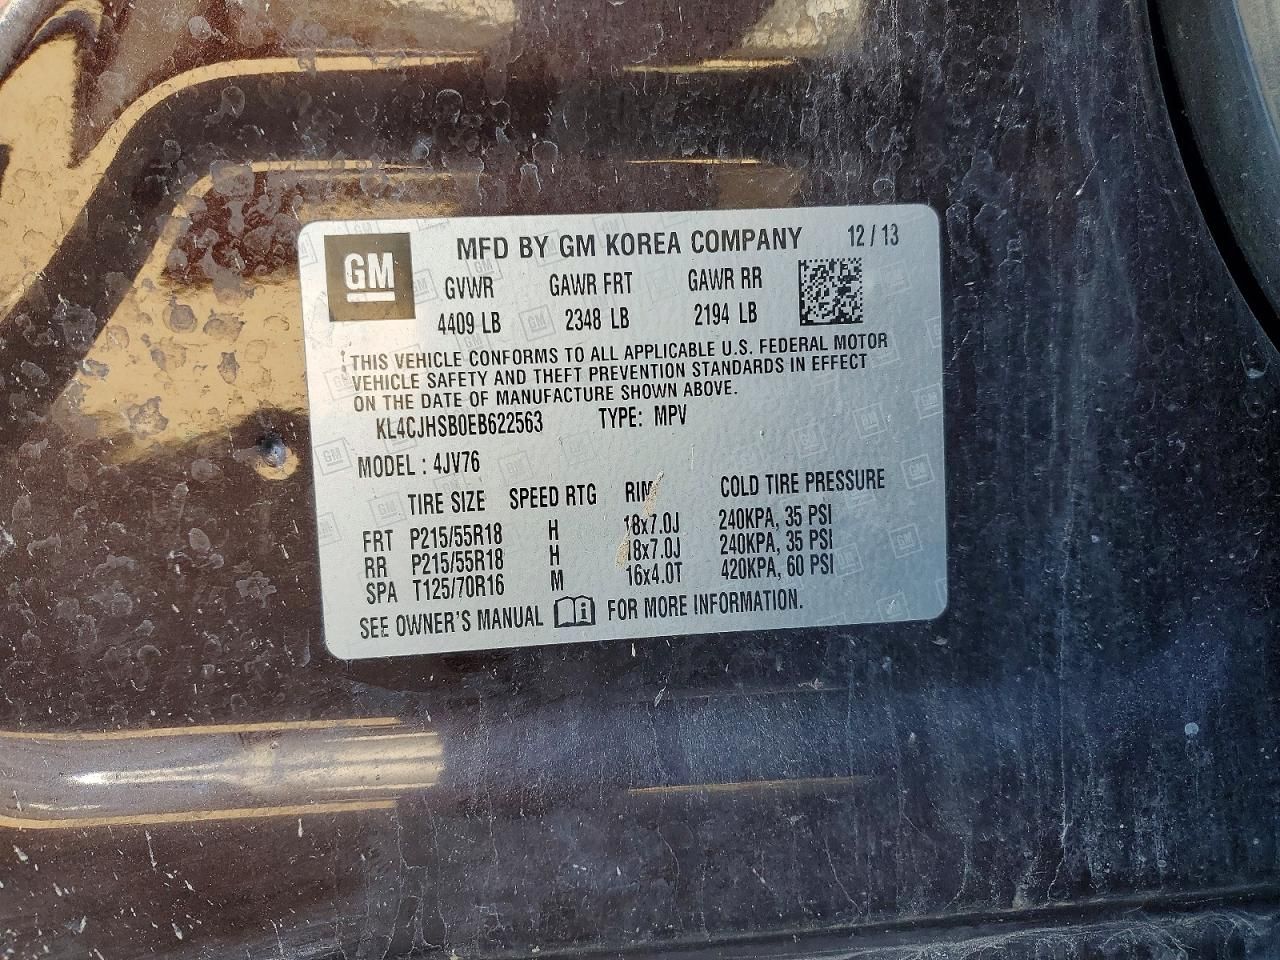 GM
MFD BY GM KOREA COMPANY 12 / 13
GVWR GAWR FRT GAWR RR
4409 LB 2348 LB 2194 LB
THIS VEHICLE CONFORMS TO ALL APPLICABLE U.S. FEDERAL MOTOR
VEHICLE SAFETY AND THEFT PREVENTION STANDARDS IN EFFECT
ON THE DATE OF MANUFACTURE SHOWN ABOVE.
KL4CJHSB0EB622563 TYPE: MPV
MODEL : 4JV76
TIRE SIZE SPEED RTG RIM COLD TIRE PRESSURE
FRT P215/55R18 H 18x7.0J 240KPA, 35 PSI
RR P215/55R18 H 18x7.0J 240KPA, 35 PSI
SPA T125/70R16 M 16x4.0T 420KPA, 60 PSI
SEE OWNER'S MANUAL FOR MORE INFORMATION.